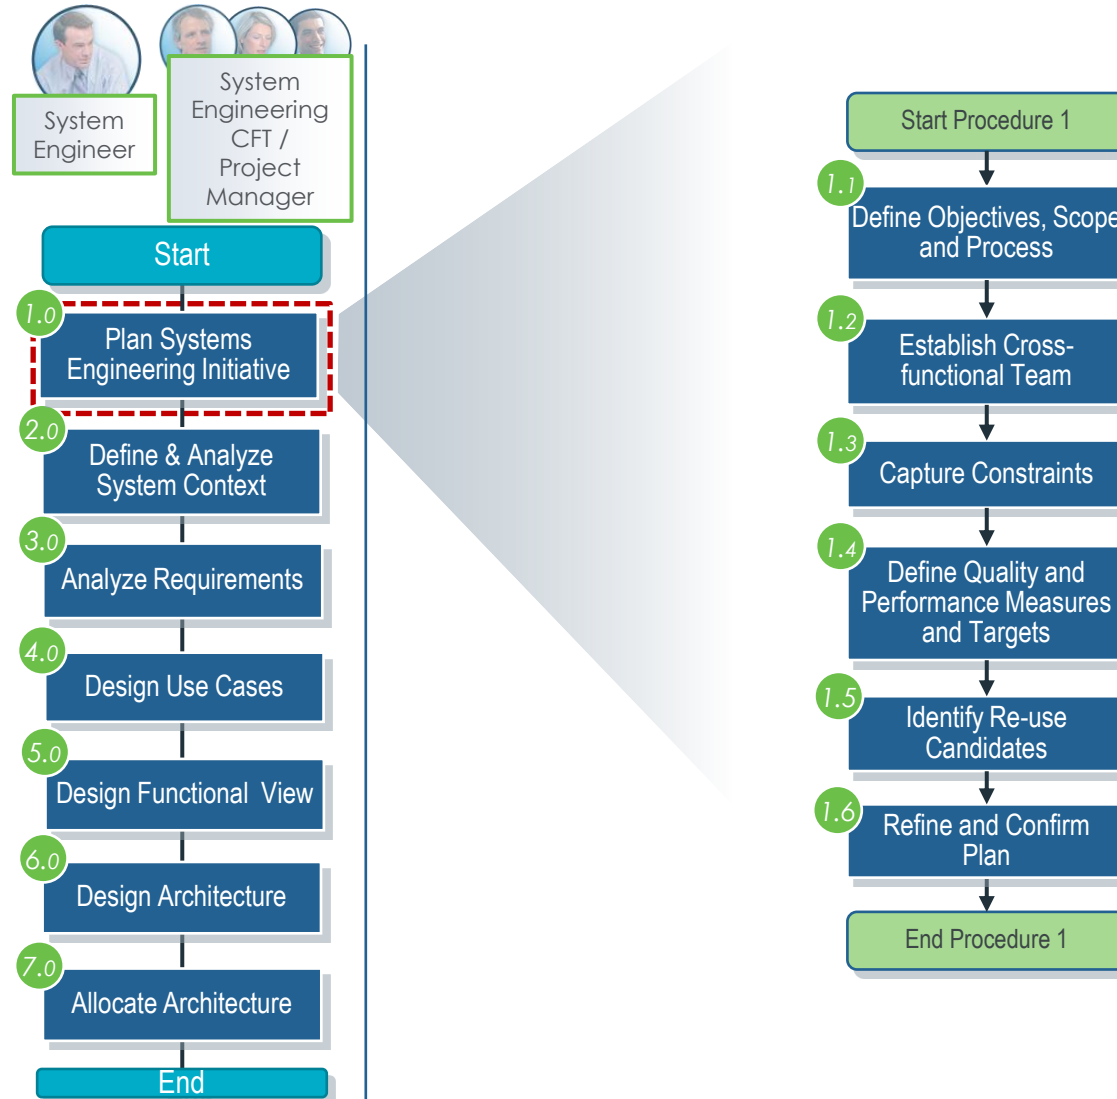 System
Engineer
System
Engineering
CFT /
Project
Manager
Start
1.0
Plan Systems
Engineering Initiative
2.0
Define & Analyze
System Context
3.0
Analyze Requirements
4.0
Design Use Cases
5.0
Design Functional View
6.0
Design Architecture
7.0
Allocate Architecture
End
Start Procedure 1
1.1
Define Objectives, Scope
and Process
1.2
Establish Cross-
functional Team
1.3
Capture Constraints
1.4
Define Quality and
Performance Measures
and Targets
1.5
Identify Re-use
Candidates
1.6
Refine and Confirm
Plan
End Procedure 1